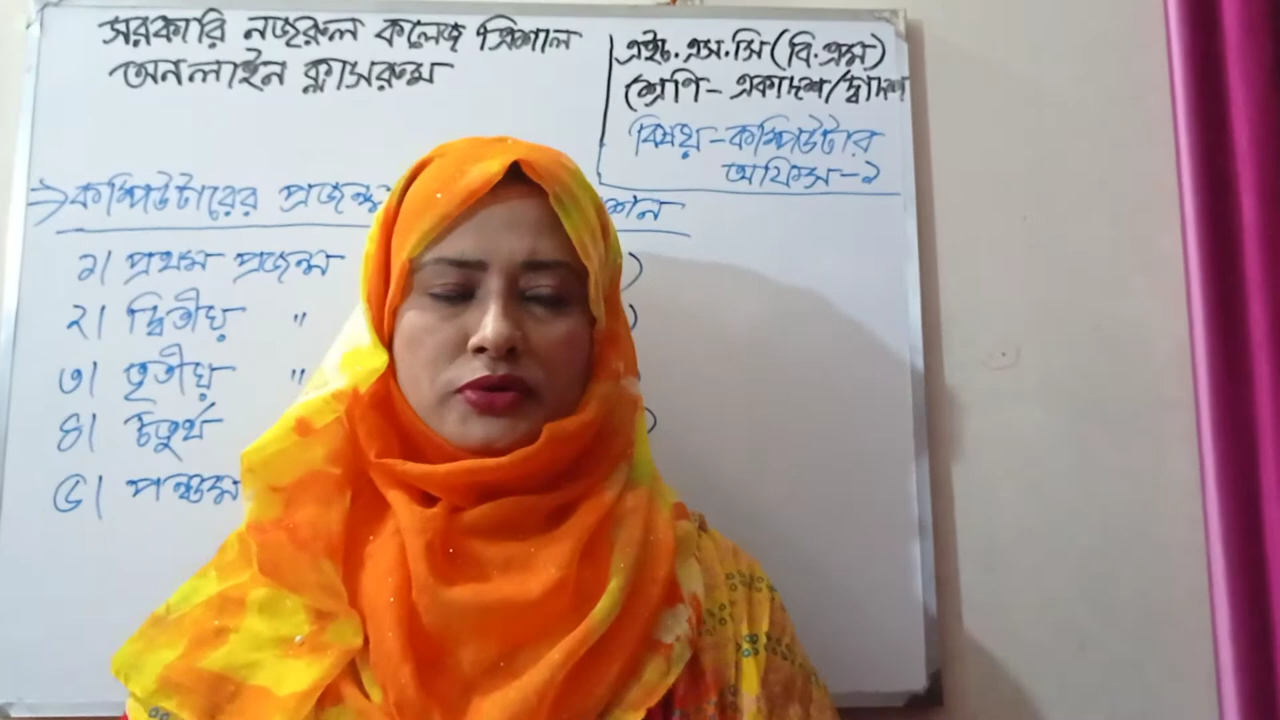 সরকারি নজরুল কলেজ ত্রিশাল
অনলাইন ক্লাসরুম
এইচ.এস.সি (বি.এম)
শ্রেণি - একাদশ/দ্বাদশ
বিষয় - কম্পিউটার
অফিস - ১
→ কম্পিউটারের প্রজন্ম শন
১। প্রথম প্রজন্ম )
২। দ্বিতীয় " )
৩। তৃতীয় "
৪। চতুর্থ )
৫। পঞ্চম